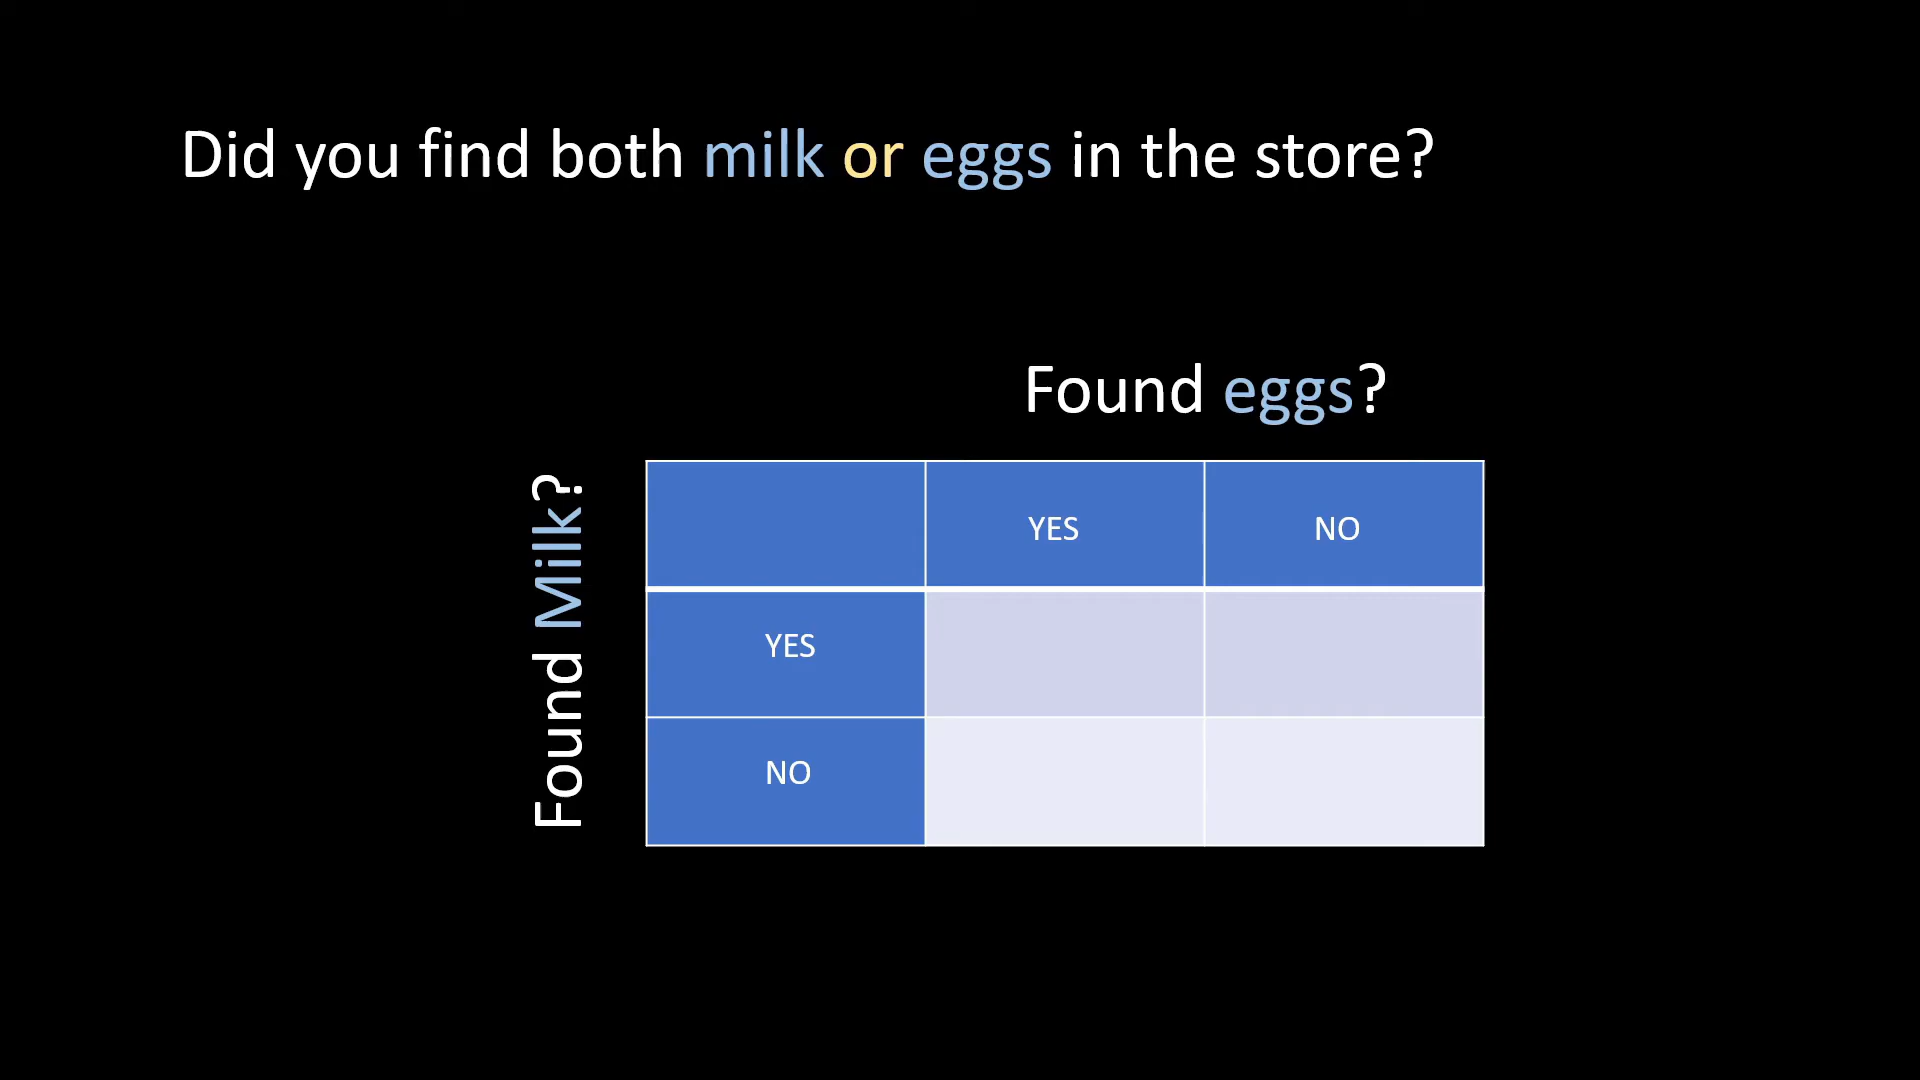 Did you find both milk or eggs in the store?
Found eggs?
Found Milk?
YES NO
YES
NO